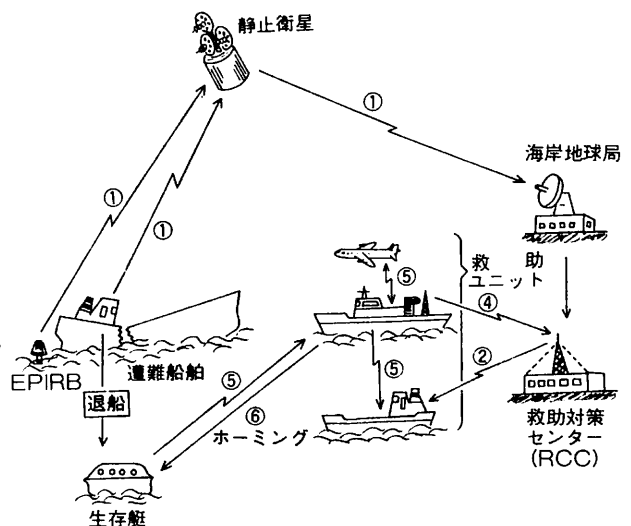 静止衛星
①
海岸地球局
①
①
⑤
救助
ユニット
④
②
⑤
EPIRB
遭難船舶
退船
⑤
⑥
ホーミング
救助対策
センター
(RCC)
生存艇